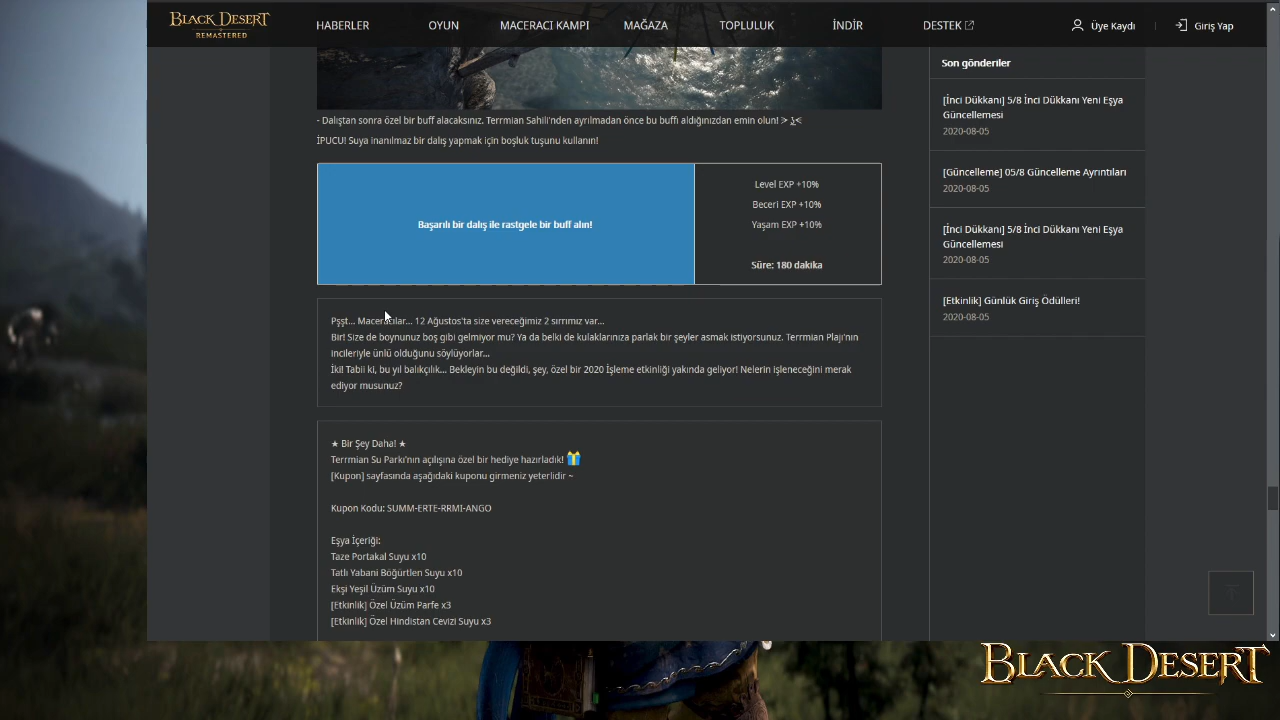 BLACK DESERT
REMASTERED
HABERLER
OYUN
MACERACI KAMPI
MAĞAZA
TOPLULUK
İNDİR
DESTEK
Üye Kaydı
Giriş Yap
- Dalıştan sonra özel bir buff alacaksınız. Terrmian Sahili'nden ayrılmadan önce bu buffı aldığınızdan emin olun!
İPUCU! Suya inanılmaz bir dalış yapmak için boşluk tuşunu kullanın!
Başarılı bir dalış ile rastgele bir buff alın!
Level EXP +10%
Beceri EXP +10%
Yaşam EXP +10%
Süre: 180 dakika
Pşşt... Maceracılar... 12 Ağustos'ta size vereceğimiz 2 sırrımız var...
Bir! Size de boynunuz boş gibi gelmiyor mu? Ya da belki de kulaklarınıza parlak bir şeyler asmak istiyorsunuz. Terrmian Plajı'nın
incileriyle ünlü olduğunu söylüyorlar...
İki! Tabii ki, bu yıl balıkçılık... Bekleyin bu değildi, şey, özel bir 2020 İşleme etkinliği yakında geliyor! Nelerin işleneceğini merak
ediyor musunuz?
★ Bir Şey Daha! ★
Terrmian Su Parkı'nın açılışına özel bir hediye hazırladık!
[Kupon] sayfasında aşağıdaki kuponu girmeniz yeterlidir ~
Kupon Kodu: SUMM-ERTE-RRMI-ANGO
Eşya İçeriği:
Taze Portakal Suyu x10
Tatlı Yabani Böğürtlen Suyu x10
Ekşi Yeşil Üzüm Suyu x10
[Etkinlik] Özel Üzüm Parfe x3
[Etkinlik] Özel Hindistan Cevizi Suyu x3
Son gönderiler
[İnci Dükkanı] 5/8 İnci Dükkanı Yeni Eşya
Güncellemesi
2020-08-05
[Güncelleme] 05/8 Güncelleme Ayrıntıları
2020-08-05
[İnci Dükkanı] 5/8 İnci Dükkanı Yeni Eşya
Güncellemesi
2020-08-05
[Etkinlik] Günlük Giriş Ödülleri!
2020-08-05
BLACK DESERT